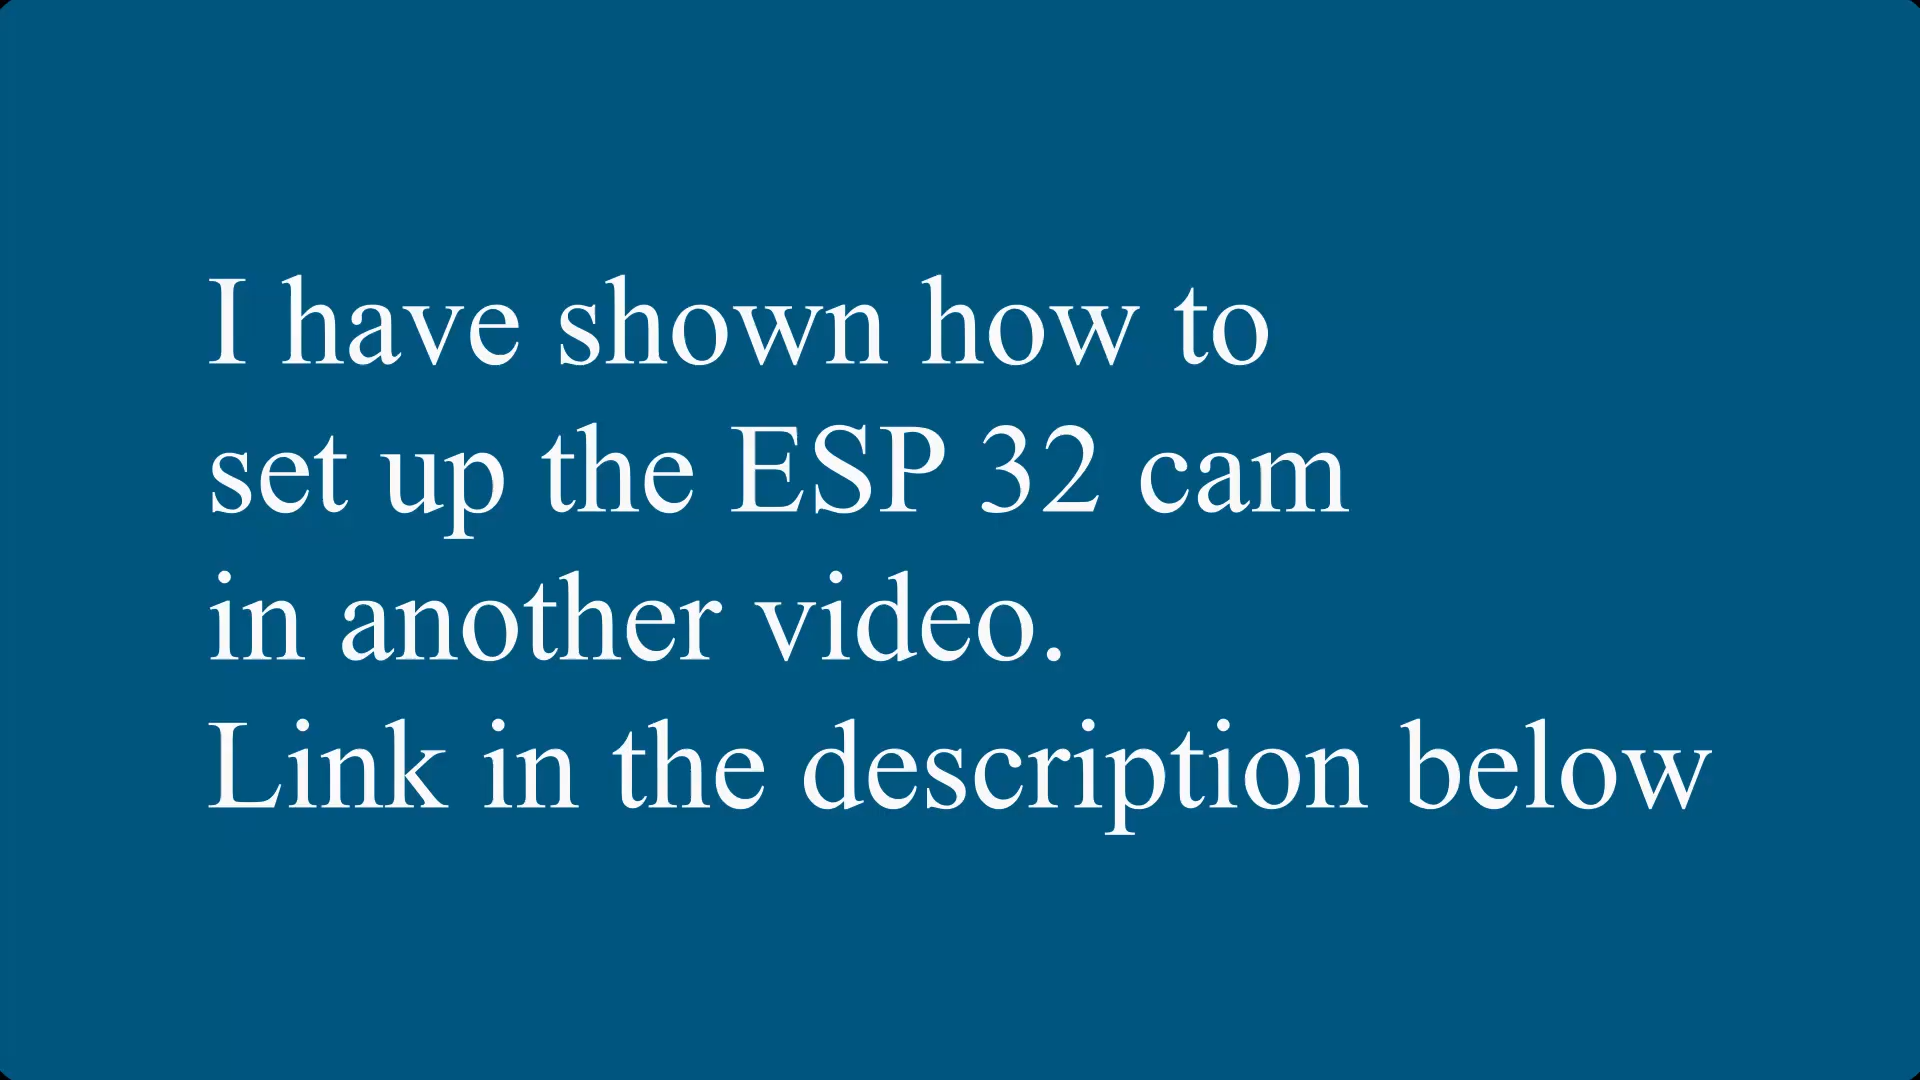 I have shown how to
set up the ESP 32 cam
in another video.
Link in the description below